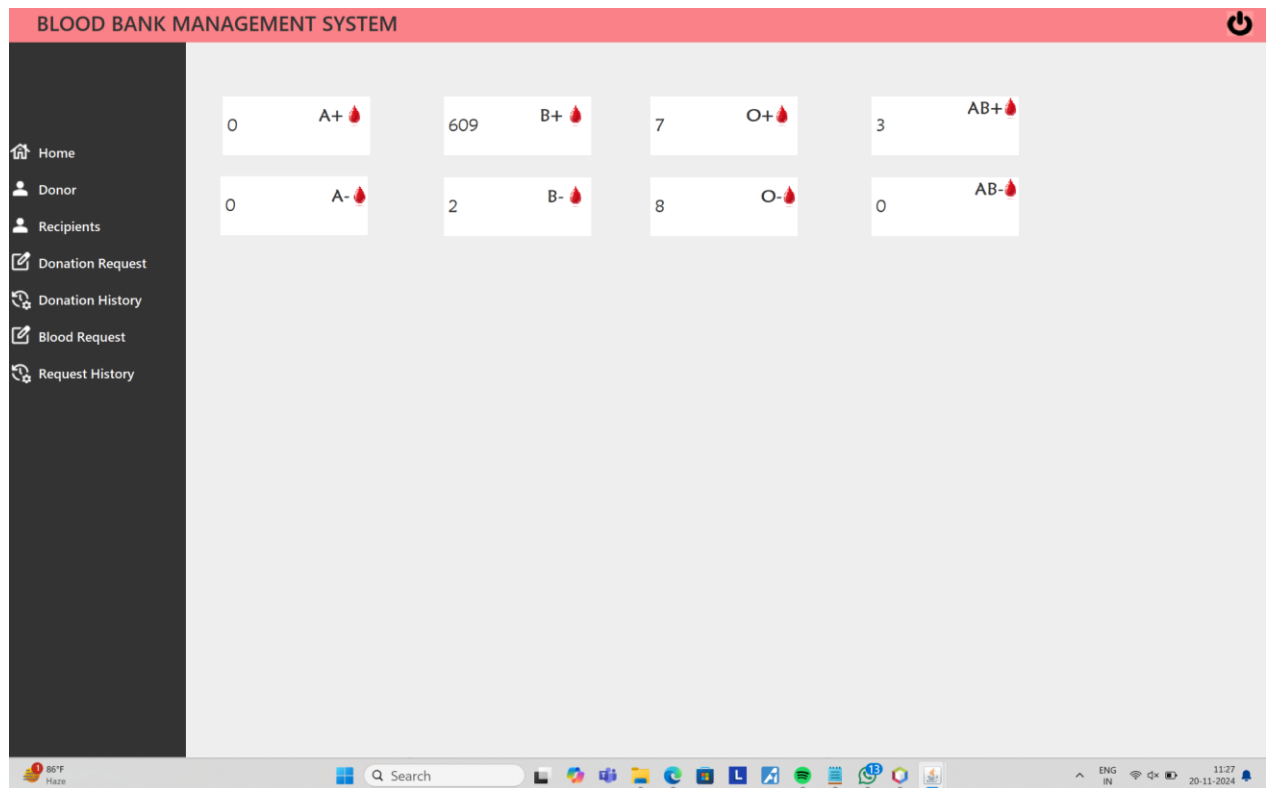 BLOOD BANK MANAGEMENT SYSTEM
Home
Donor
Recipients
Donation Request
Donation History
Blood Request
Request History
0 A+
609 B+
7 O+
3 AB+
0 A-
2 B-
8 O-
0 AB-
1
86°F
Haze
Search
L
13
ENG
IN
11:27
20-11-2024